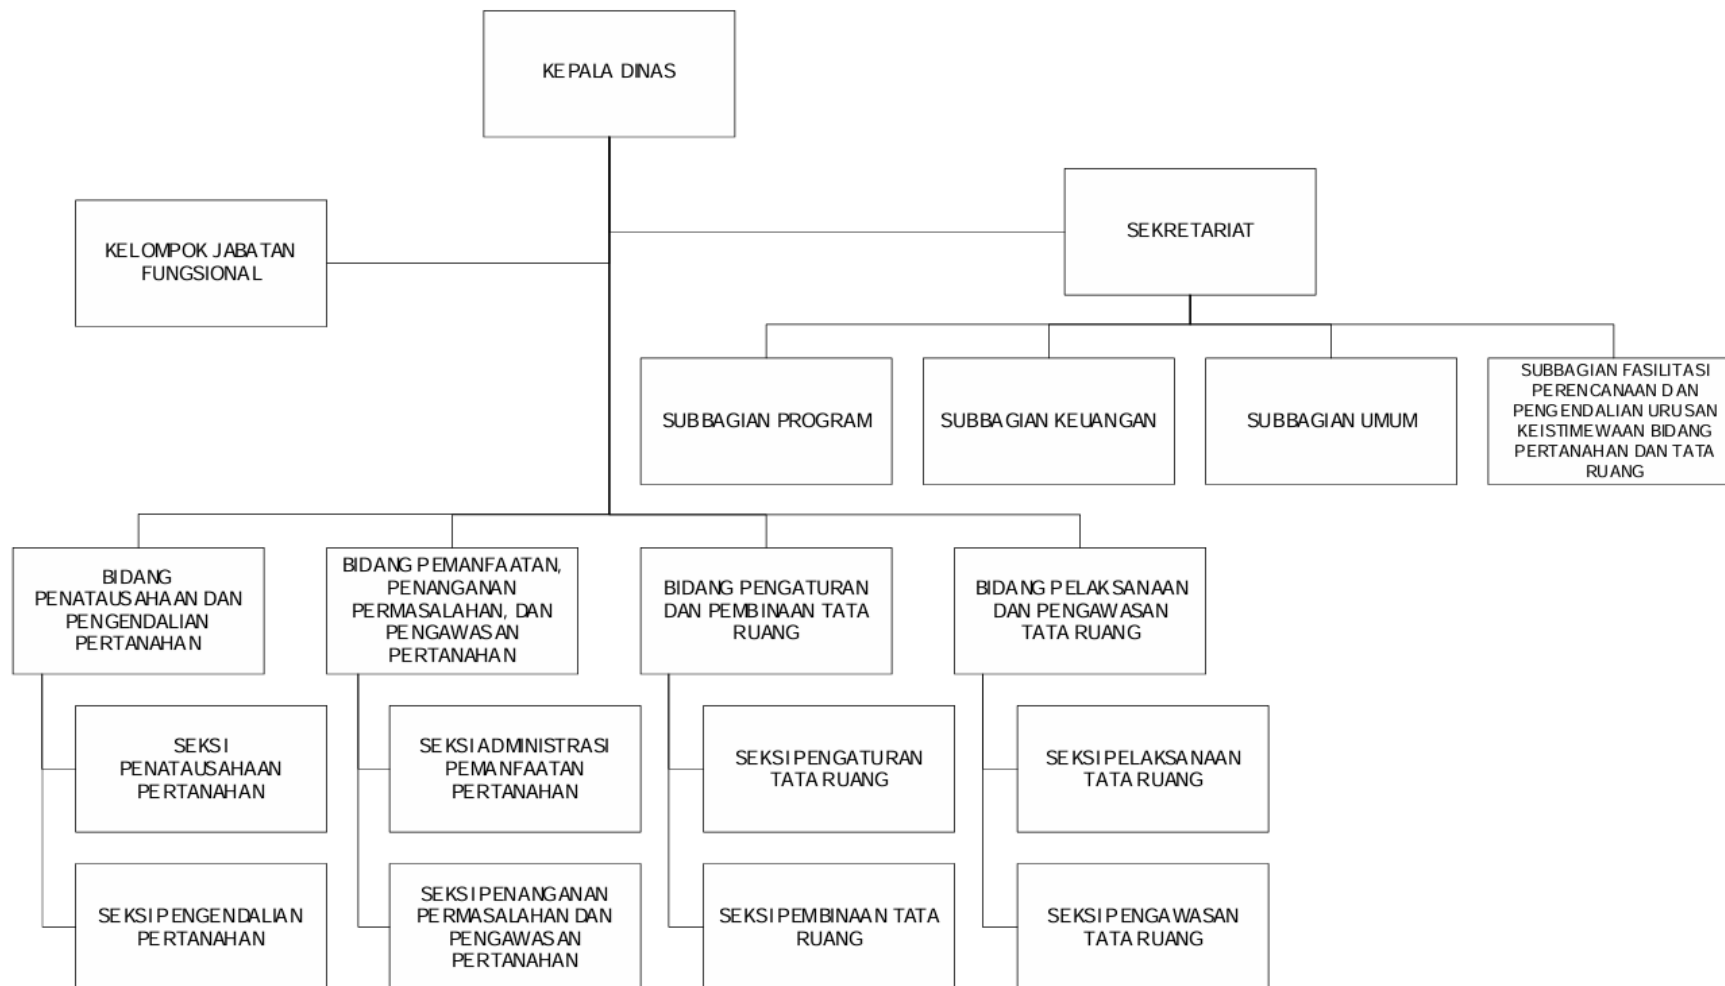 KEPALA DINAS
SEKRETARIAT
KELOMPOK JABATAN
FUNGSIONAL
SUBBAGIAN PROGRAM
SUBBAGIAN KEUANGAN
SUBBAGIAN UMUM
SUBBAGIAN FASILITASI
PERENCANAAN DAN
PENGENDALIAN URUSAN
KEISTIMEWAAN BIDANG
PERTANAHAN DAN TATA
RUANG
BIDANG
PENATAUSAHAAN DAN
PENGENDALIAN
PERTANAHAN
BIDANG PEMANFAATAN,
PENANGANAN
PERMASALAHAN, DAN
PENGAWASAN
PERTANAHAN
BIDANG PENGATURAN
DAN PEMBINAAN TATA
RUANG
BIDANG PELAKSANAAN
DAN PENGAWASAN
TATA RUANG
SEKSI
PENATAUSAHAAN
PERTANAHAN
SEKSI ADMINISTRASI
PEMANFAATAN
PERTANAHAN
SEKSI PENGATURAN
TATA RUANG
SEKSI PELAKSANAAN
TATA RUANG
SEKSI PENGENDALIAN
PERTANAHAN
SEKSI PENANGANAN
PERMASALAHAN DAN
PENGAWASAN
PERTANAHAN
SEKSI PEMBINAAN TATA
RUANG
SEKSI PENGAWASAN
TATA RUANG